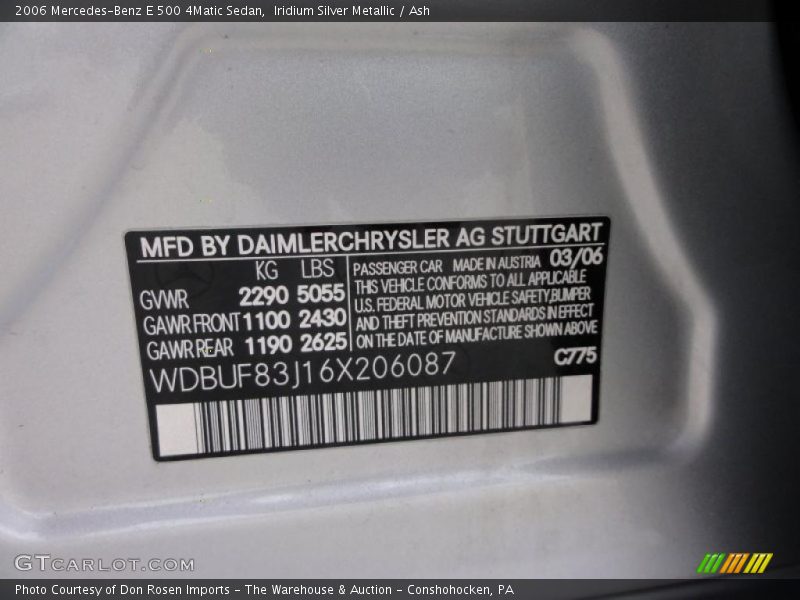 2006 Mercedes-Benz E 500 4Matic Sedan, Iridium Silver Metallic / Ash
MFD BY DAIMLERCHRYSLER AG STUTTGART
KG LBS
GVWR 2290 5055
GAWR FRONT 1100 2430
GAWR REAR 1190 2625
PASSENGER CAR MADE IN AUSTRIA 03/06
THIS VEHICLE CONFORMS TO ALL APPLICABLE
U.S. FEDERAL MOTOR VEHICLE SAFETY,BUMPER
AND THEFT PREVENTION STANDARDS IN EFFECT
ON THE DATE OF MANUFACTURE SHOWN ABOVE
WDBUF83J16X206087 C775
GTCARLOT.COM
Photo Courtesy of Don Rosen Imports - The Warehouse & Auction - Conshohocken, PA